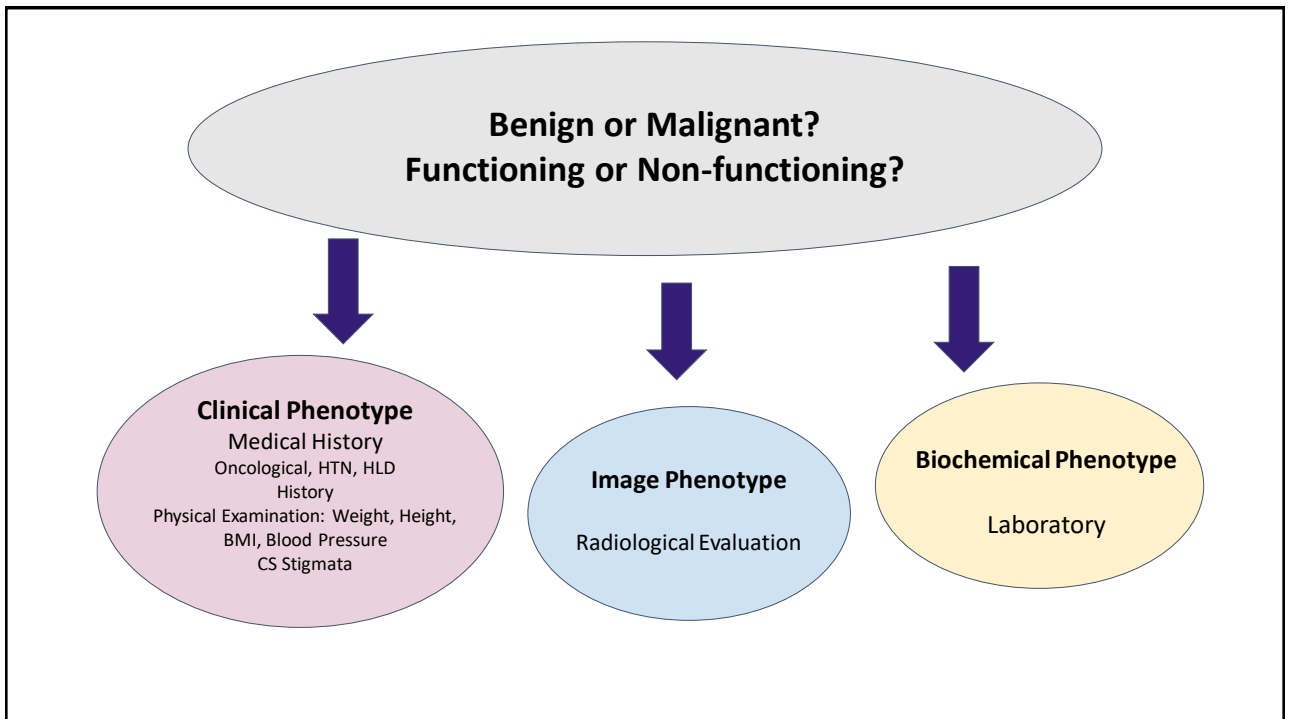 Benign or Malignant?
Functioning or Non-functioning?
Clinical Phenotype
Medical History
Oncological, HTN, HLD
History
Physical Examination: Weight, Height,
BMI, Blood Pressure
CS Stigmata
Image Phenotype
Radiological Evaluation
Biochemical Phenotype
Laboratory